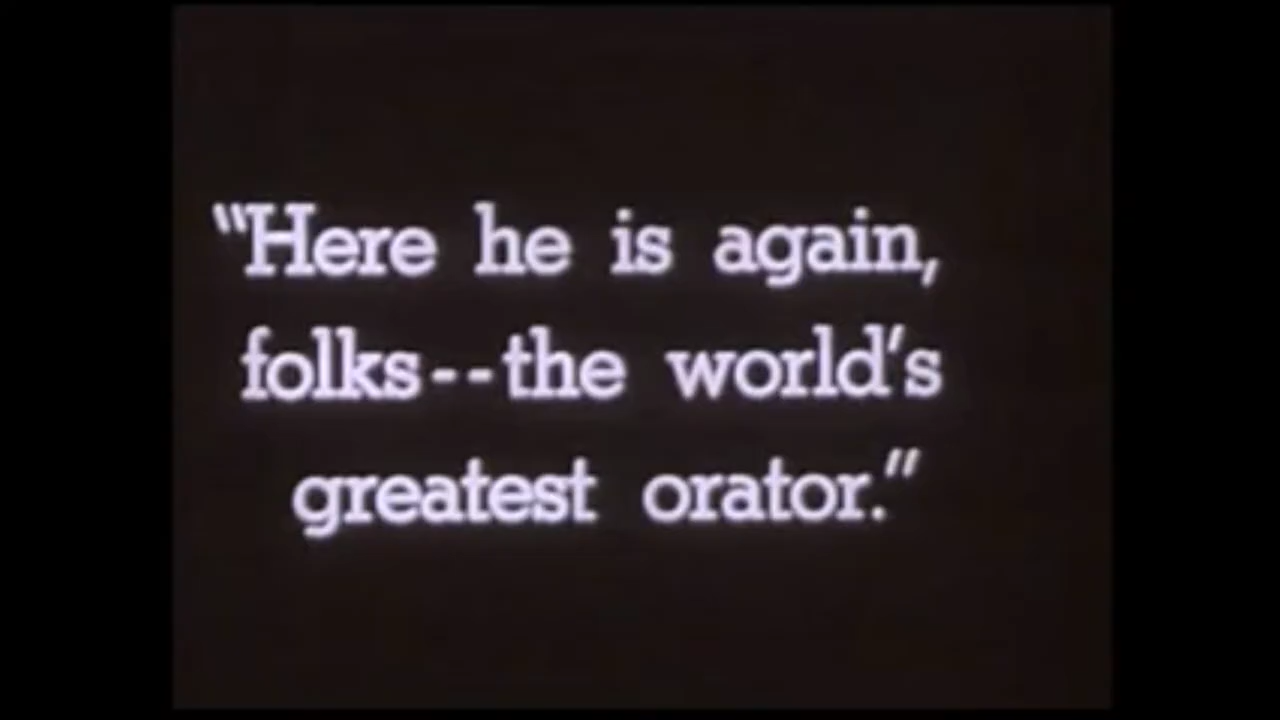 "Here he is again,
folks--the world's
greatest orator."